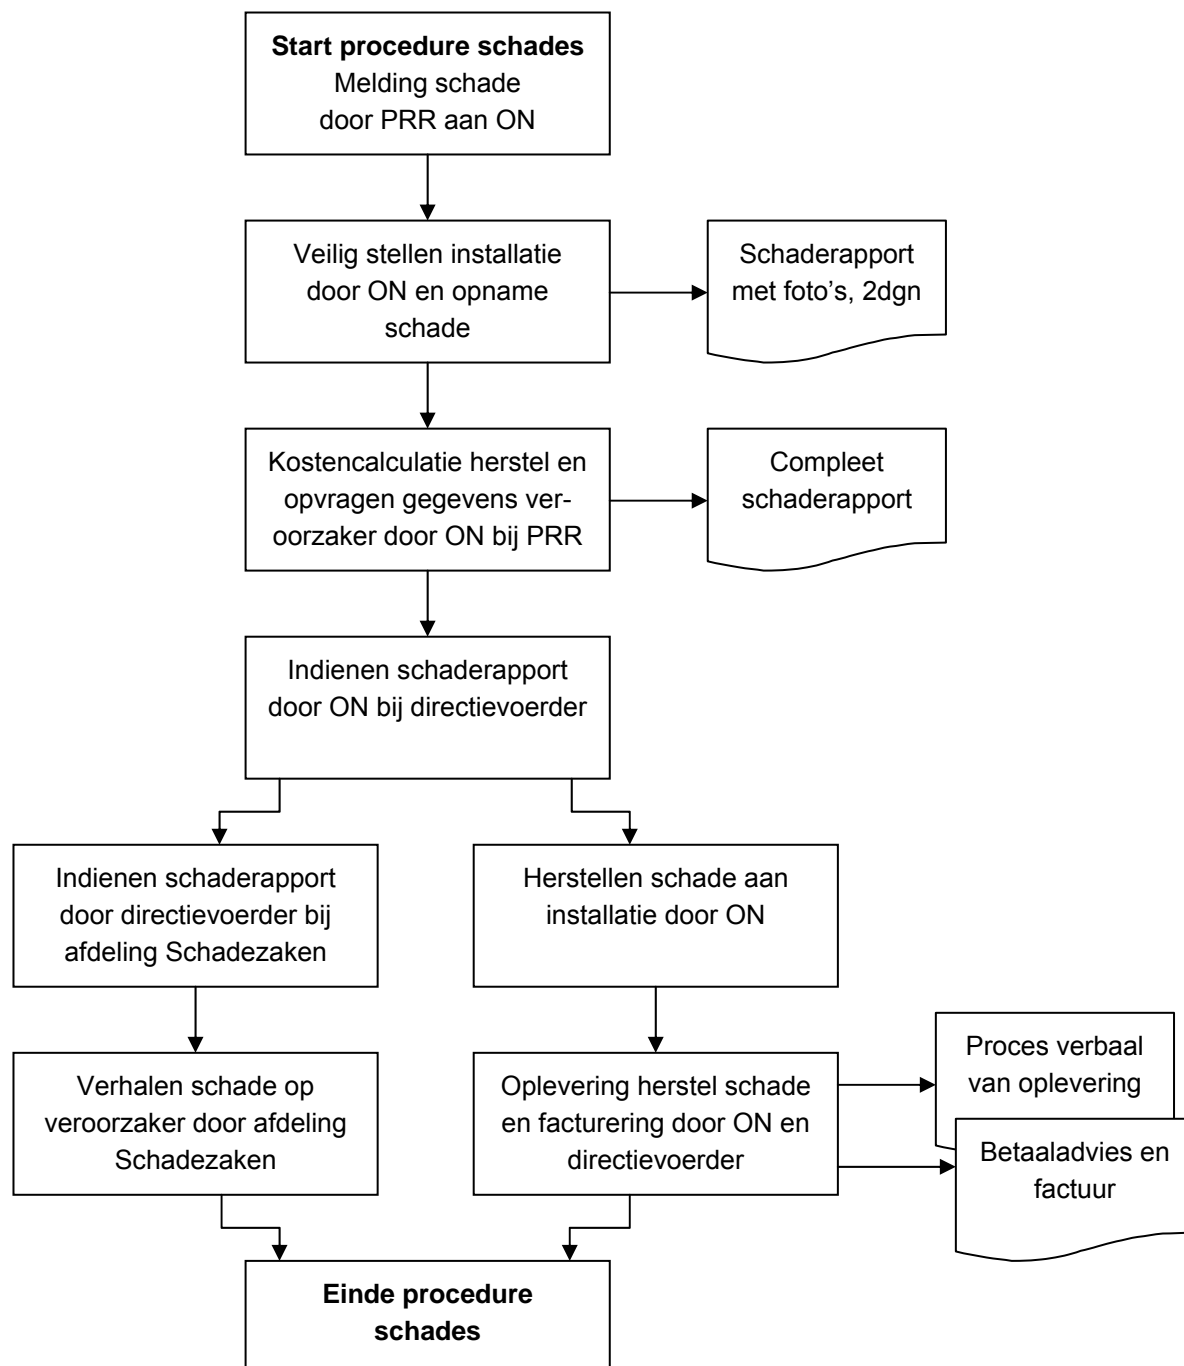 Start procedure schades
Melding schade
door PRR aan ON
Veilig stellen installatie
door ON en opname
schade
Schaderapport
met foto’s, 2dgn
Kostencalculatie herstel en
opvragen gegevens ver-
oorzaker door ON bij PRR
Compleet
schaderapport
Indienen schaderapport
door ON bij directievoerder
Indienen schaderapport
door directievoerder bij
afdeling Schadezaken
Herstellen schade aan
installatie door ON
Verhalen schade op
veroorzaker door afdeling
Schadezaken
Oplevering herstel schade
en facturering door ON en
directievoerder
Proces verbaal
van oplevering
Betaaladvies en
factuur
Einde procedure
schades